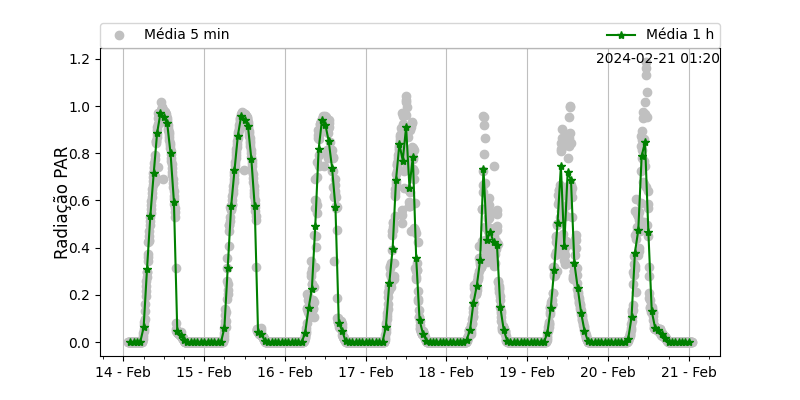 Média 5 min
Média 1 h
2024-02-21 01:20
Radiação PAR
1.2
1.0
0.8
0.6
0.4
0.2
0.0
14 - Feb
15 - Feb
16 - Feb
17 - Feb
18 - Feb
19 - Feb
20 - Feb
21 - Feb